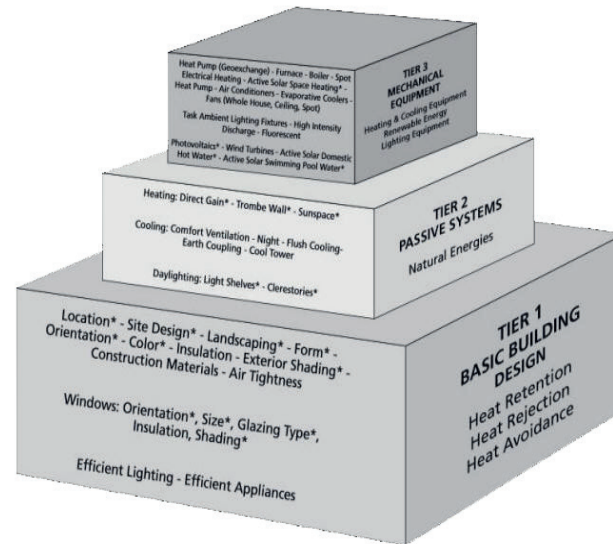 Heat Pump (Geoexchange) - Furnace - Boiler - Spot
Electrical Heating - Active Solar Space Heating* -
Heat Pump - Air Conditioners - Evaporative Coolers -
Fans (Whole House, Ceiling, Spot)
Task Ambient Lighting Fixtures - High Intensity
Discharge - Fluorescent
Photovoltaics* - Wind Turbines - Active Solar Domestic
Hot Water* - Active Solar Swimming Pool Water*
TIER 3
MECHANICAL
EQUIPMENT
Heating & Cooling Equipment
Renewable Energy
Lighting Equipment
Heating: Direct Gain* - Trombe Wall* - Sunspace*
Cooling: Comfort Ventilation - Night - Flush Cooling-
Earth Coupling - Cool Tower
Daylighting: Light Shelves* - Clerestories*
TIER 2
PASSIVE SYSTEMS
Natural Energies
Location* - Site Design* - Landscaping* - Form* -
Orientation* - Color* - Insulation - Exterior Shading* -
Construction Materials - Air Tightness
Windows: Orientation*, Size*, Glazing Type*,
Insulation, Shading*
Efficient Lighting - Efficient Appliances
TIER 1
BASIC BUILDING
DESIGN
Heat Retention
Heat Rejection
Heat Avoidance